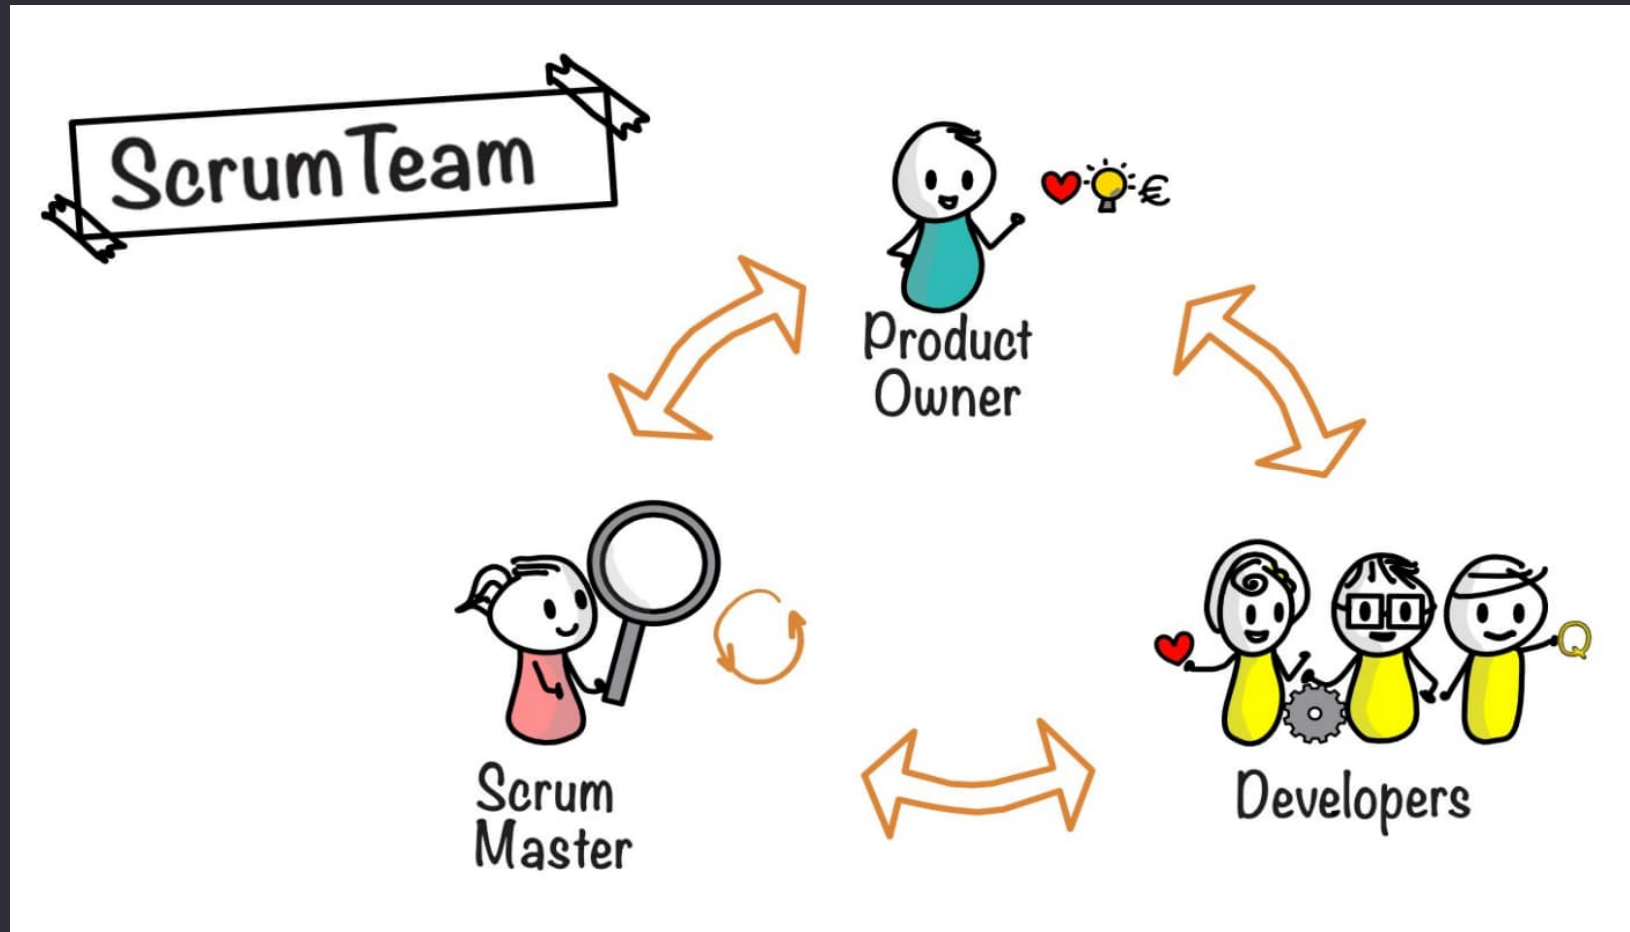 Scrum Team
€
Product
Owner
Q
Scrum
Master
Developers